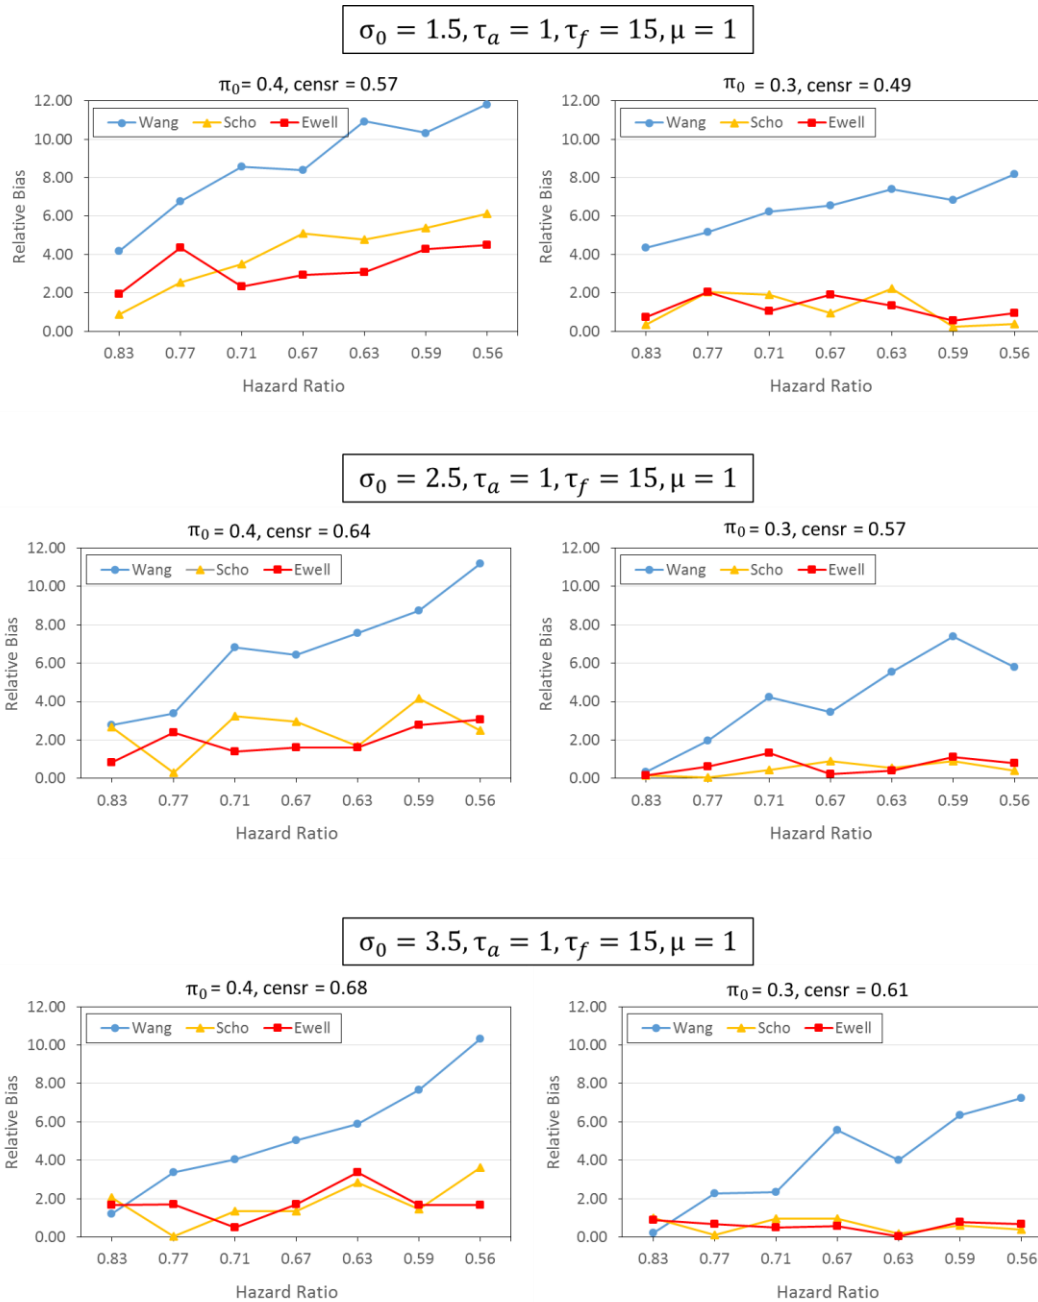 σ₀ = 1.5, τₐ = 1, τ_f = 15, μ = 1
π₀ = 0.4, censr = 0.57
12.00
10.00
8.00
6.00
4.00
2.00
0.00
Relative Bias
Wang Scho Ewell
0.83 0.77 0.71 0.67 0.63 0.59 0.56
Hazard Ratio
π₀ = 0.3, censr = 0.49
12.00
10.00
8.00
6.00
4.00
2.00
0.00
Relative Bias
Wang Scho Ewell
0.83 0.77 0.71 0.67 0.63 0.59 0.56
Hazard Ratio
σ₀ = 2.5, τₐ = 1, τ_f = 15, μ = 1
π₀ = 0.4, censr = 0.64
12.00
10.00
8.00
6.00
4.00
2.00
0.00
Relative Bias
Wang Scho Ewell
0.83 0.77 0.71 0.67 0.63 0.59 0.56
Hazard Ratio
π₀ = 0.3, censr = 0.57
12.00
10.00
8.00
6.00
4.00
2.00
0.00
Relative Bias
Wang Scho Ewell
0.83 0.77 0.71 0.67 0.63 0.59 0.56
Hazard Ratio
σ₀ = 3.5, τₐ = 1, τ_f = 15, μ = 1
π₀ = 0.4, censr = 0.68
12.00
10.00
8.00
6.00
4.00
2.00
0.00
Relative Bias
Wang Scho Ewell
0.83 0.77 0.71 0.67 0.63 0.59 0.56
Hazard Ratio
π₀ = 0.3, censr = 0.61
12.00
10.00
8.00
6.00
4.00
2.00
0.00
Relative Bias
Wang Scho Ewell
0.83 0.77 0.71 0.67 0.63 0.59 0.56
Hazard Ratio